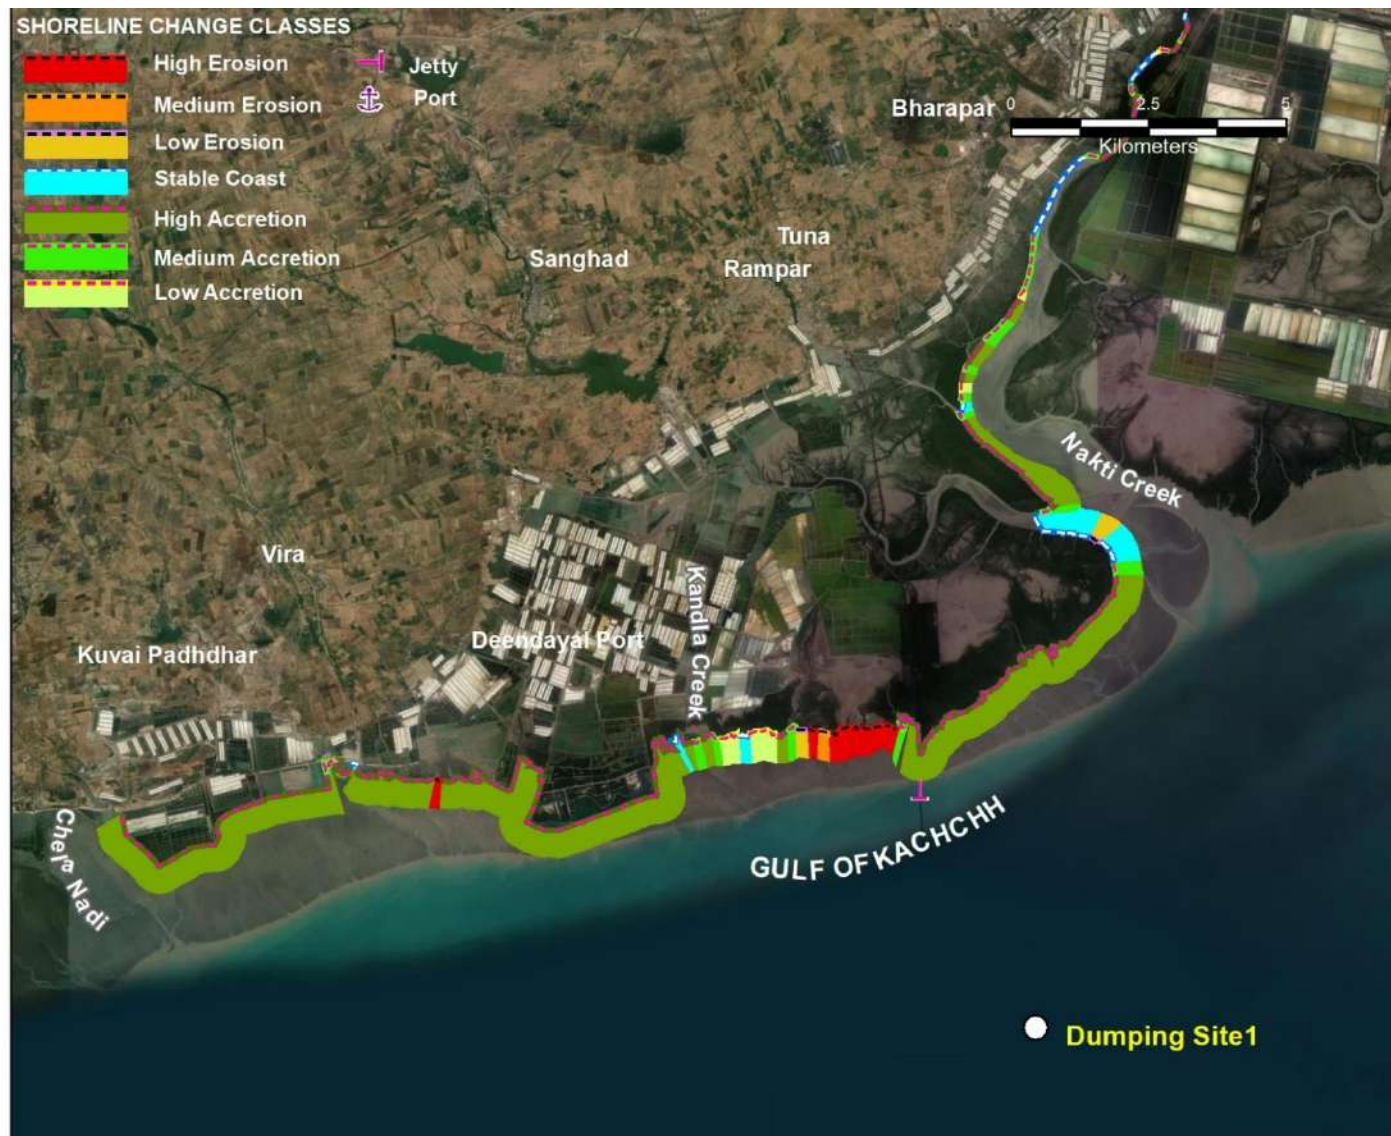 SHORELINE CHANGE CLASSES
High Erosion
Jetty
Medium Erosion
Port
Low Erosion
Stable Coast
High Accretion
Medium Accretion
Low Accretion
Bharapar
0 2.5 5
Kilometers
Tuna
Rampar
Sanghad
Nakti Creek
Vira
Kandla Creek
Deendayal Port
Kuvai Padhdhar
Chela Nadi
GULF OF KACHCHH
Dumping Site1